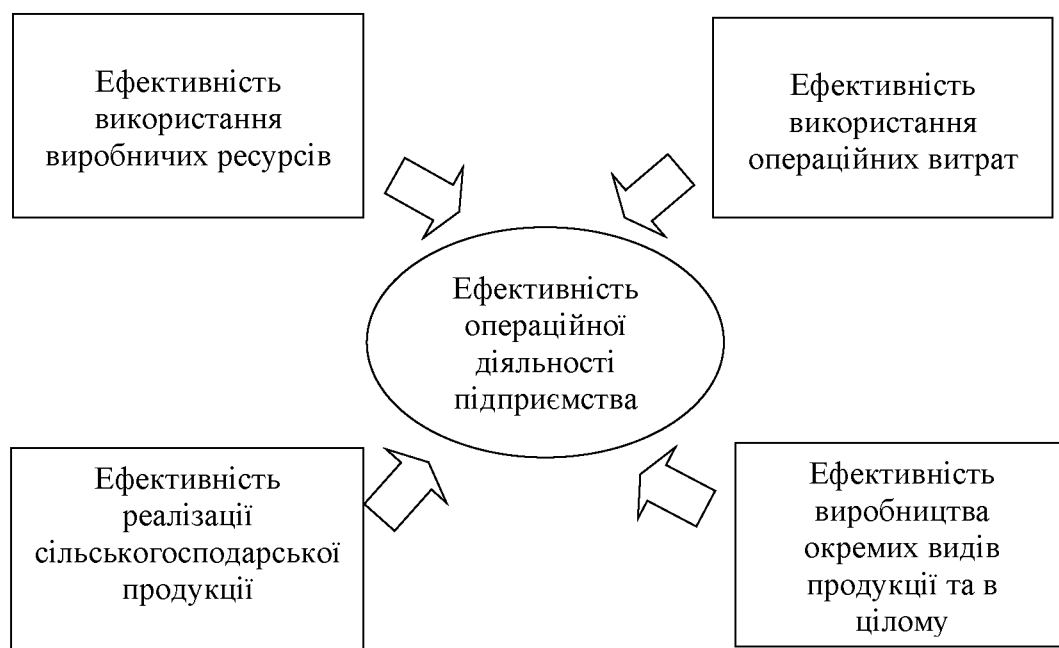 Ефективність
використання
виробничих ресурсів
Ефективність
використання
операційних витрат
Ефективність
операційної
діяльності
підприємства
Ефективність
реалізації
сільськогосподарської
продукції
Ефективність
виробництва
окремих видів
продукції та в
цілому